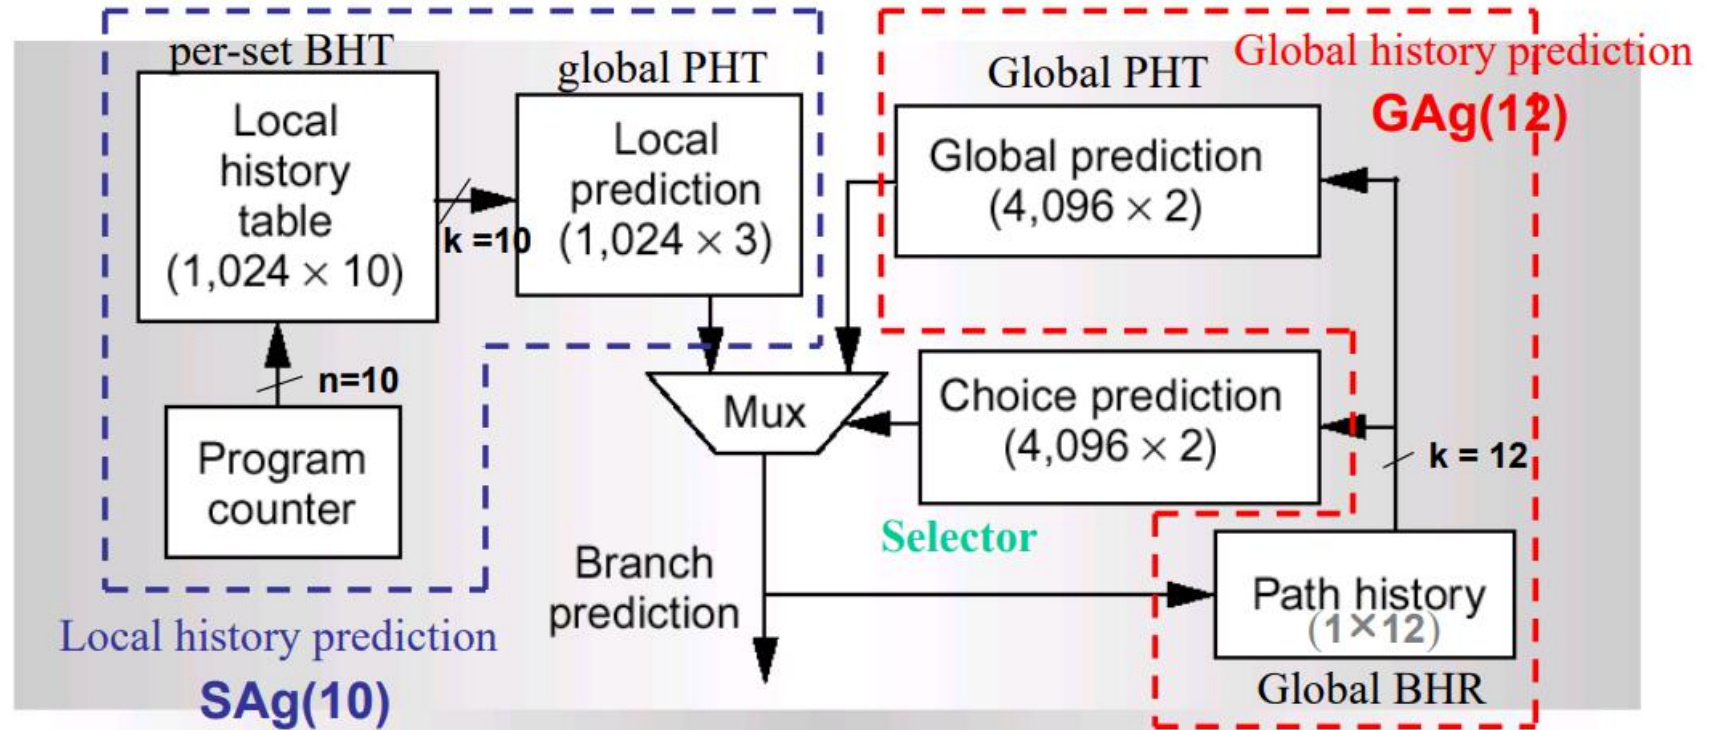 per-set BHT
Local
history
table
(1,024 × 10)
k =10
global PHT
Local
prediction
(1,024 × 3)
n=10
Program
counter
Local history prediction
SAg(10)
Global history prediction
GAg(12)
Global PHT
Global prediction
(4,096 × 2)
Mux
Choice prediction
(4,096 × 2)
k = 12
Selector
Branch
prediction
Path history
(1×12)
Global BHR